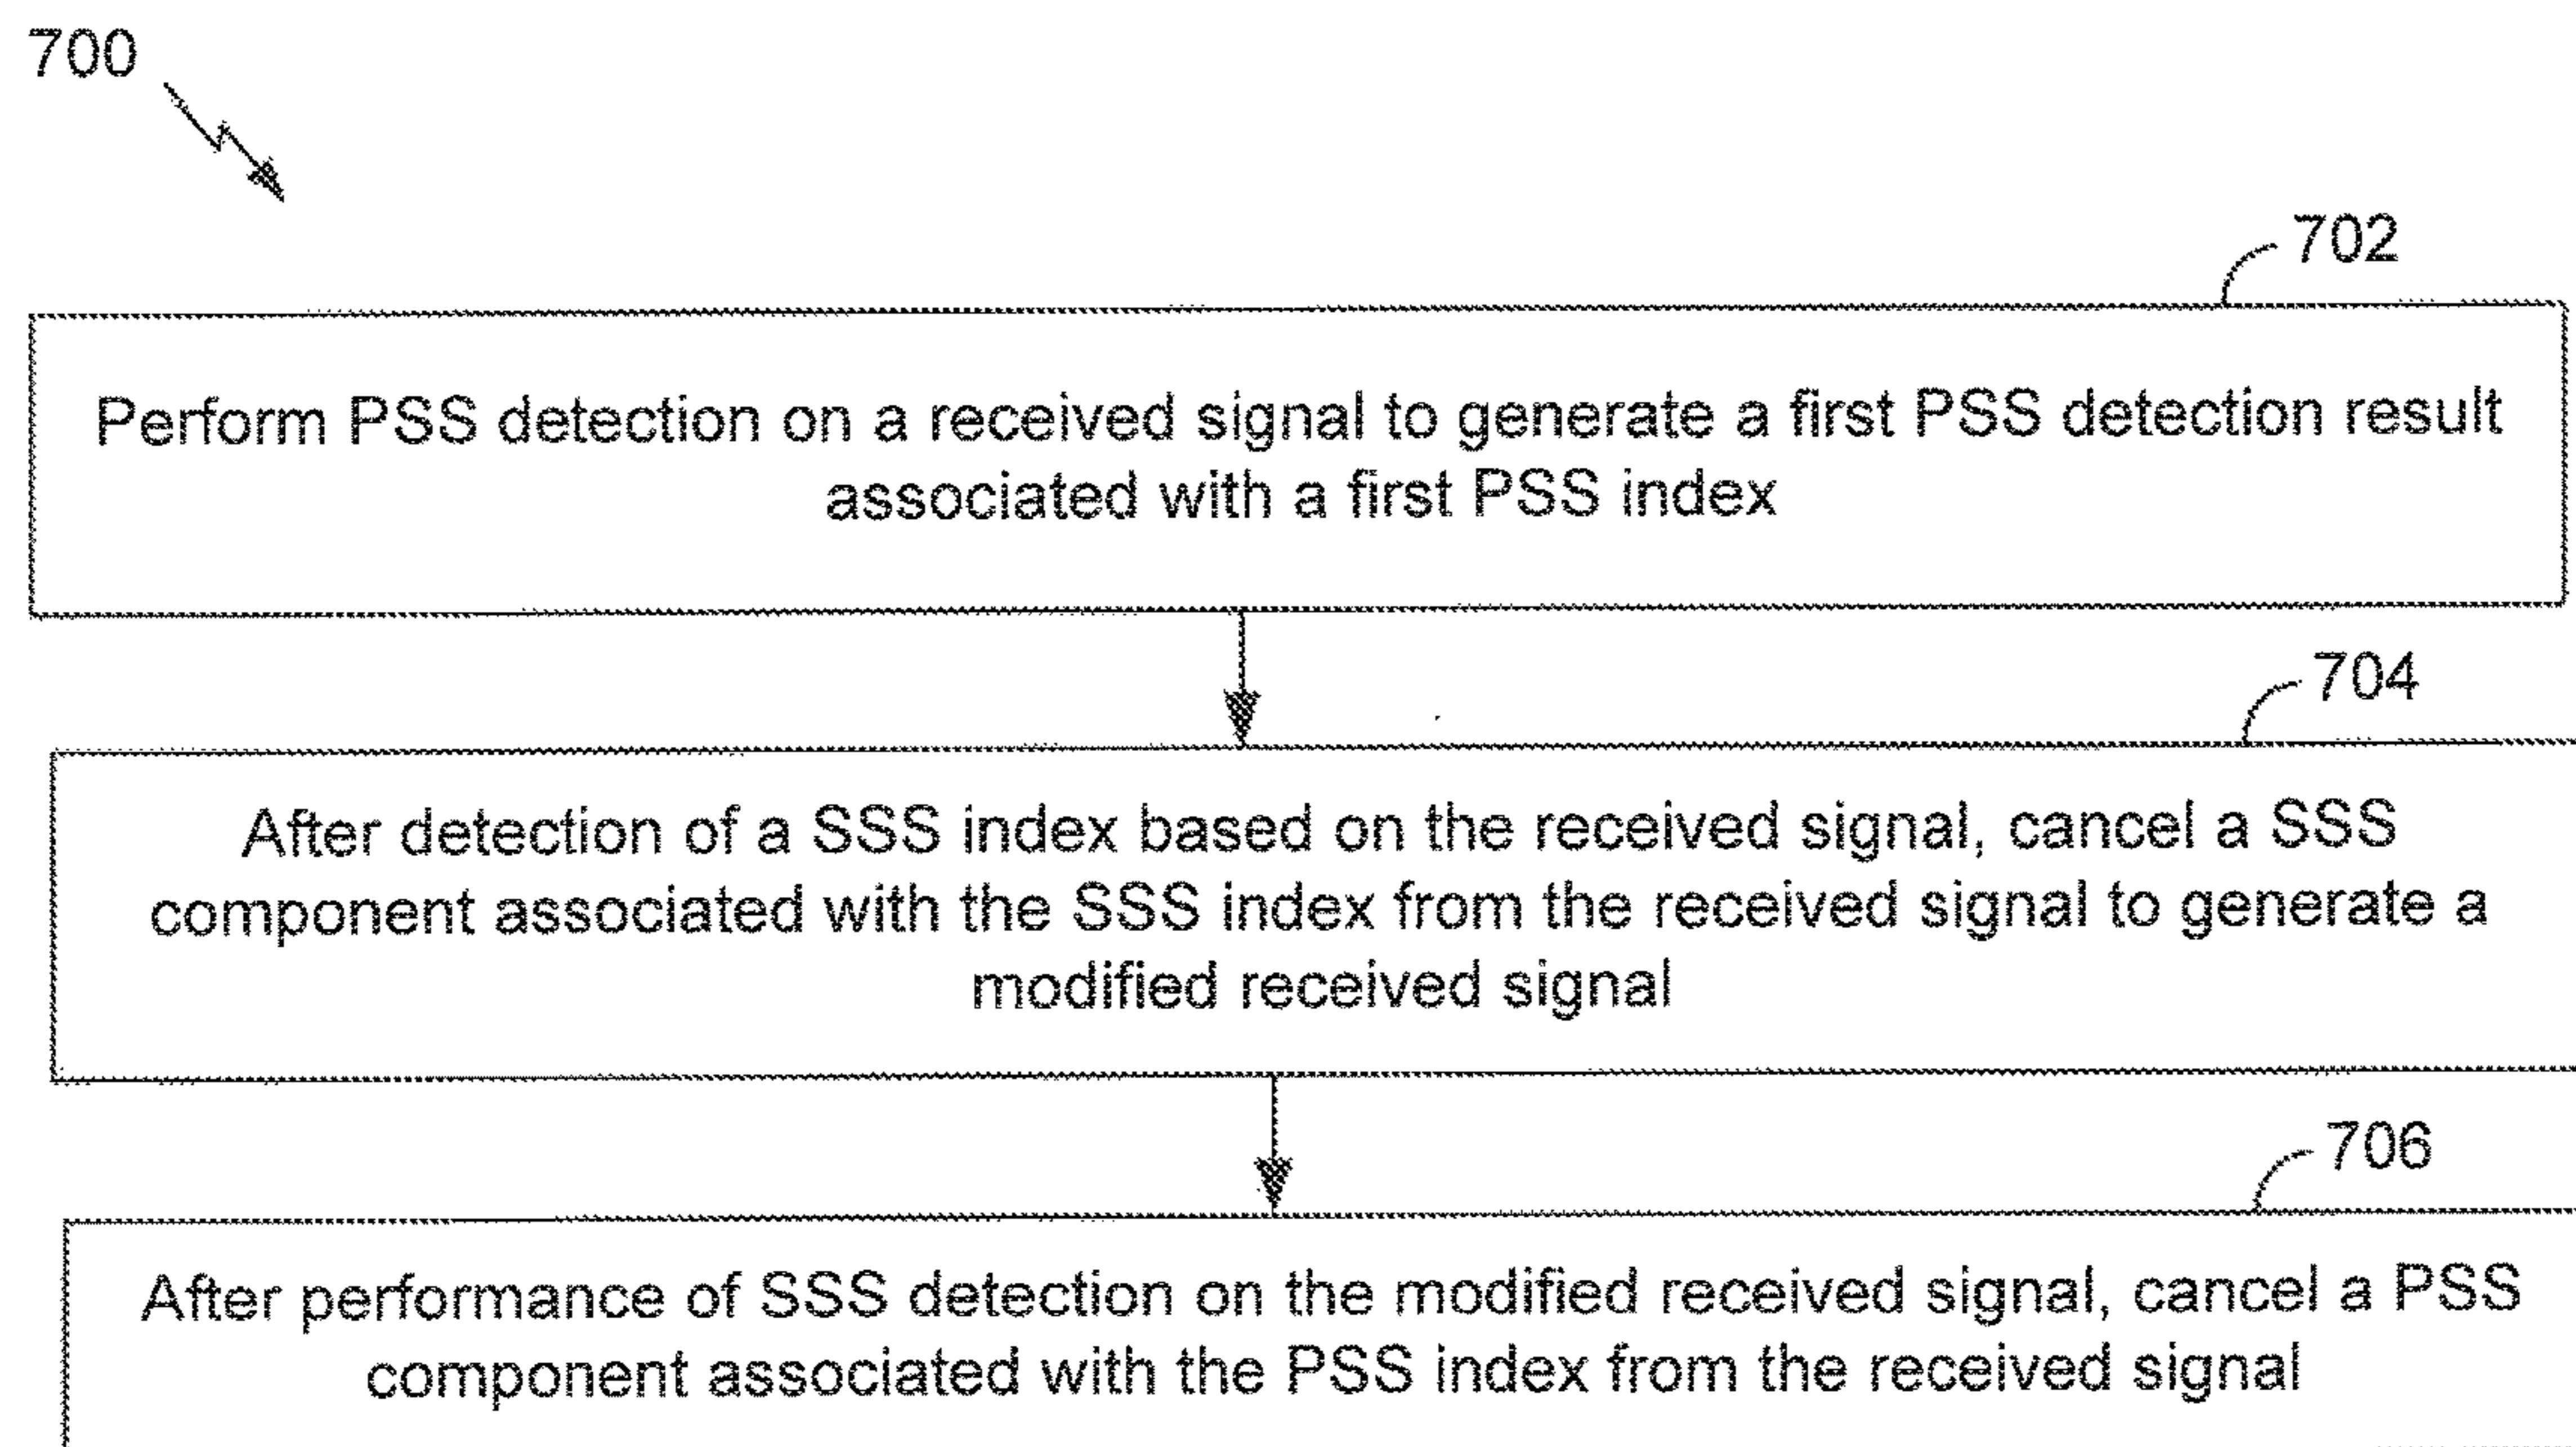 700
702
Perform PSS detection on a received signal to generate a first PSS detection result
associated with a first PSS index
704
After detection of a SSS index based on the received signal, cancel a SSS
component associated with the SSS index from the received signal to generate a
modified received signal
706
After performance of SSS detection on the modified received signal, cancel a PSS
component associated with the PSS index from the received signal